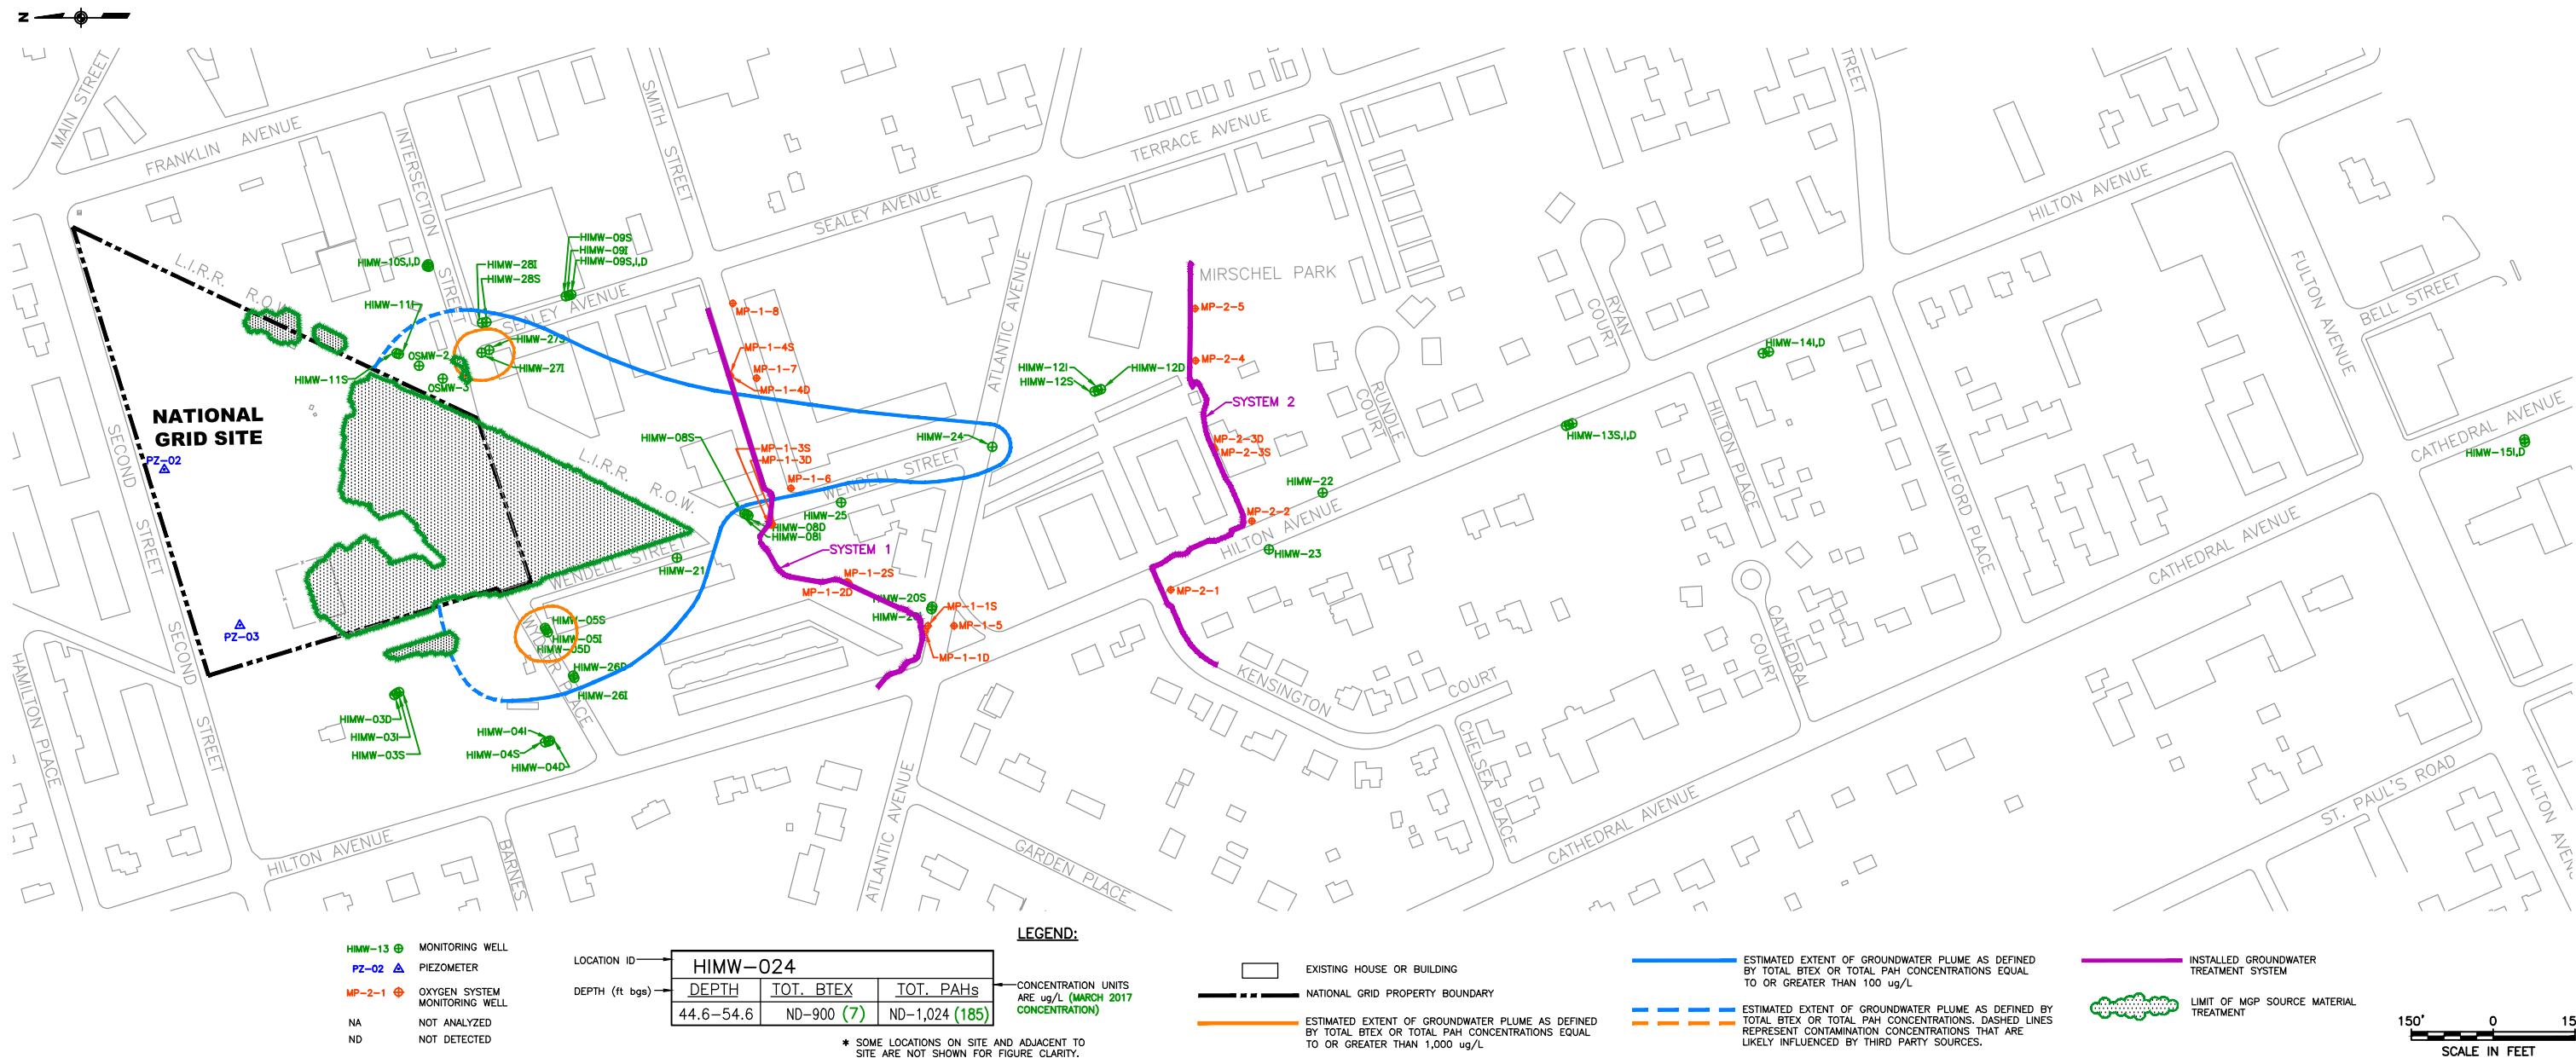 N
MAIN STREET
FRANKLIN AVENUE
INTERSECTION
STREET
SMITH STREET
TERRACE AVENUE
SEALEY AVENUE
STREET
HILTON AVENUE
FULTON AVENUE
BELL STREET
L.I.R.R. R.O.W.
HIMW-10S,I,D
HIMW-09S
HIMW-09I
HIMW-09S,I,D
HIMW-28I
HIMW-28S
HIMW-11I
HIMW-11S
OSMW-2
OSMW-3
SEALEY AVENUE
HIMW-27S
HIMW-27I
MP-1-8
MP-1-4S
MP-1-7
MP-1-4D
ATLANTIC AVENUE
MIRSCHEL PARK
MP-2-5
MP-2-4
HIMW-12I
HIMW-12S
HIMW-12D
SYSTEM 2
RUNDLE COURT
RYAN COURT
HIMW-14I,D
HIMW-13S,I,D
HILTON PLACE
MULFORD PLACE
CATHEDRAL AVENUE
HIMW-15I,D
NATIONAL
GRID SITE
PZ-02
SECOND STREET
L.I.R.R. R.O.W.
HIMW-08S
MP-1-3S
MP-1-3D
MP-1-6
HIMW-24
WENDELL STREET
HIMW-25
HIMW-08D
HIMW-08I
SYSTEM 1
MP-2-3D
MP-2-3S
HIMW-22
MP-2-2
HILTON AVENUE
HIMW-23
MP-2-1
CATHEDRAL AVENUE
WENDELL STREET
HIMW-21
MP-1-2S
MP-1-2D
HIMW-20S
MP-1-1S
MP-1-5
MP-1-1D
PZ-03
HIMW-05S
HIMW-05I
HIMW-05D
HIMW-26I
HIMW-03D
HIMW-03I
HIMW-03S
HIMW-04I
HIMW-04S
HIMW-04D
KENSINGTON COURT
CATHEDRAL COURT
CHELSEA PLACE
HAMILTON PLACE
SECOND STREET
HILTON AVENUE
BARNES
ATLANTIC AVENUE
GARDEN PLACE
CATHEDRAL AVENUE
ST. PAUL'S ROAD
LEGEND:
HIMW-13 MONITORING WELL
PZ-02 PIEZOMETER
MP-2-1 OXYGEN SYSTEM
MONITORING WELL
NA NOT ANALYZED
ND NOT DETECTED
LOCATION ID
DEPTH (ft bgs)
HIMW-024
DEPTH TOT. BTEX TOT. PAHs
44.6-54.6 ND-900 (7) ND-1,024 (185)
CONCENTRATION UNITS
ARE ug/L (MARCH 2017
CONCENTRATION)
* SOME LOCATIONS ON SITE AND ADJACENT TO
SITE ARE NOT SHOWN FOR FIGURE CLARITY.
EXISTING HOUSE OR BUILDING
NATIONAL GRID PROPERTY BOUNDARY
ESTIMATED EXTENT OF GROUNDWATER PLUME AS DEFINED
BY TOTAL BTEX OR TOTAL PAH CONCENTRATIONS EQUAL
TO OR GREATER THAN 1,000 ug/L
ESTIMATED EXTENT OF GROUNDWATER PLUME AS DEFINED
BY TOTAL BTEX OR TOTAL PAH CONCENTRATIONS EQUAL
TO OR GREATER THAN 100 ug/L
ESTIMATED EXTENT OF GROUNDWATER PLUME AS DEFINED BY
TOTAL BTEX OR TOTAL PAH CONCENTRATIONS. DASHED LINES
REPRESENT CONTAMINATION CONCENTRATIONS THAT ARE
LIKELY INFLUENCED BY THIRD PARTY SOURCES.
INSTALLED GROUNDWATER
TREATMENT SYSTEM
LIMIT OF MGP SOURCE MATERIAL
TREATMENT
150' 0
SCALE IN FEET